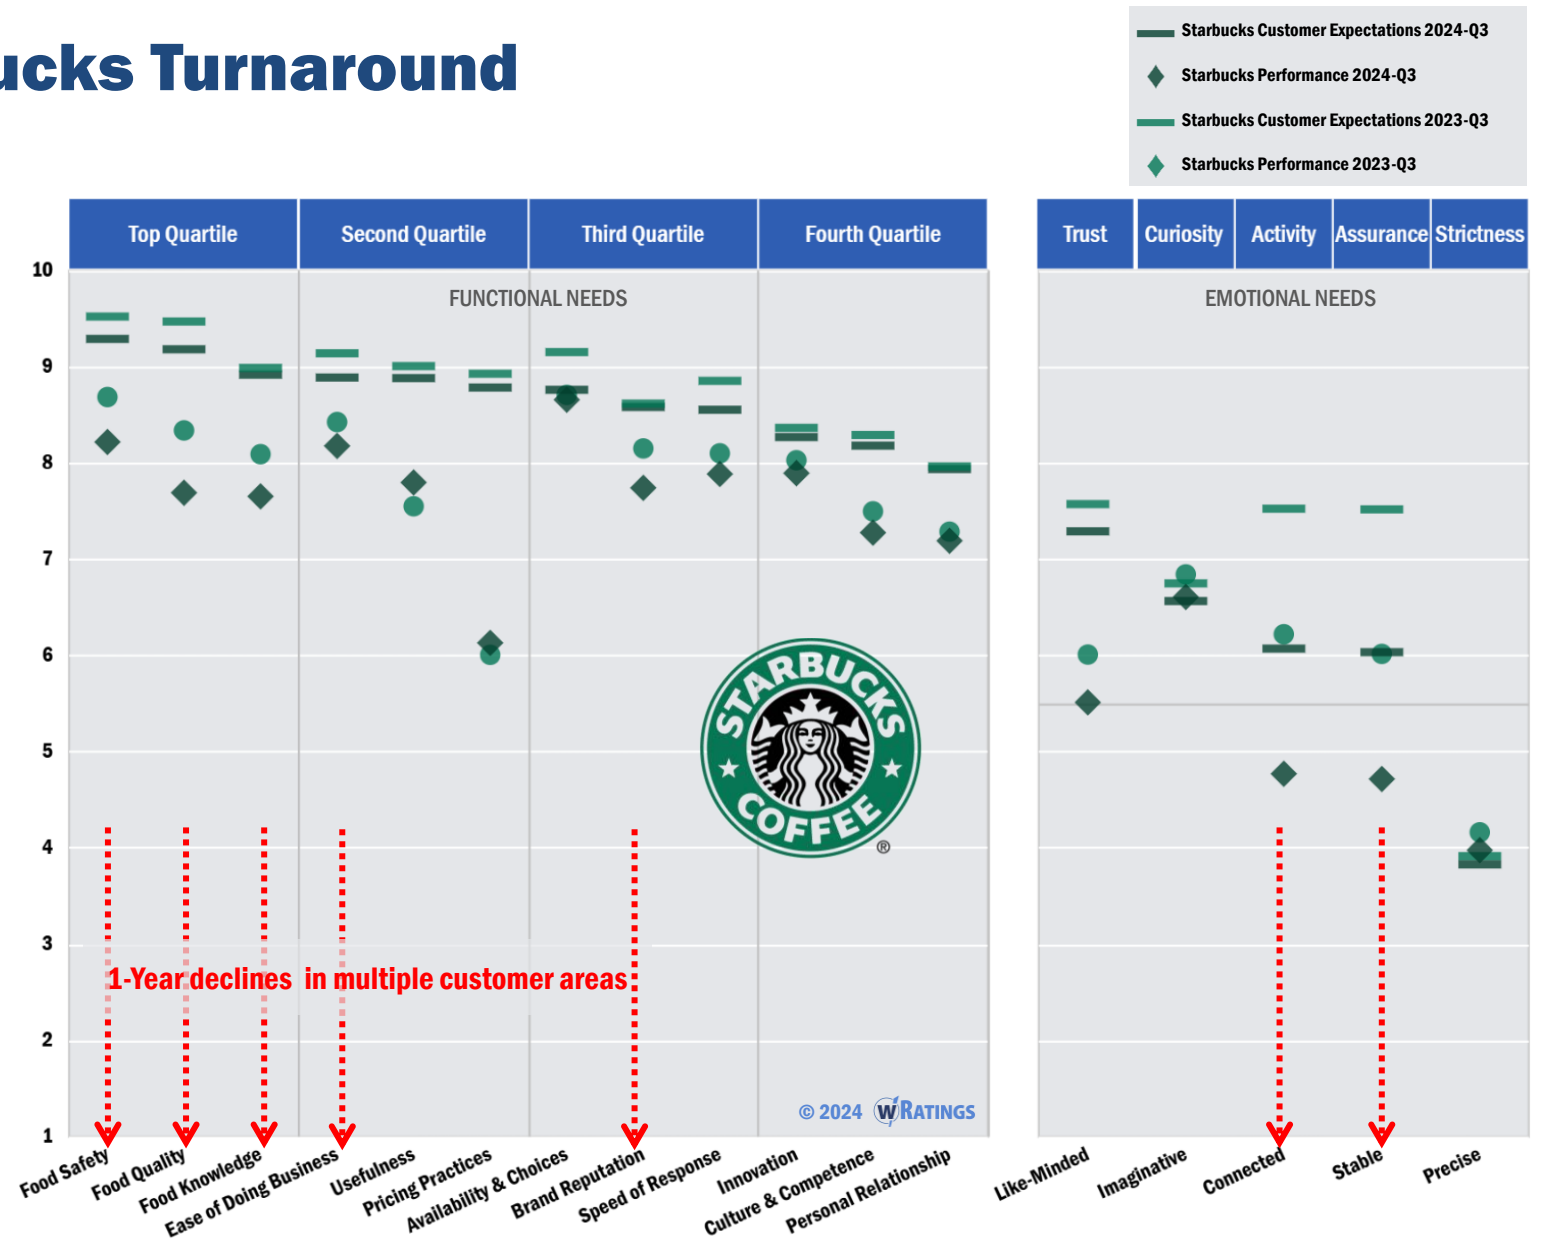 ucks Turnaround
Starbucks Customer Expectations 2024-Q3
Starbucks Performance 2024-Q3
Starbucks Customer Expectations 2023-Q3
Starbucks Performance 2023-Q3
Top Quartile
Second Quartile
Third Quartile
Fourth Quartile
Trust
Curiosity
Activity
Assurance
Strictness
FUNCTIONAL NEEDS
EMOTIONAL NEEDS
10
9
8
7
6
5
4
3
2
1
STARBUCKS
COFFEE
®
1-Year declines in multiple customer areas
© 2024 wRATINGS
Food Safety
Food Quality
Food Knowledge
Ease of Doing Business
Usefulness
Pricing Practices
Availability & Choices
Brand Reputation
Speed of Response
Innovation
Culture & Competence
Personal Relationship
Like-Minded
Imaginative
Connected
Stable
Precise